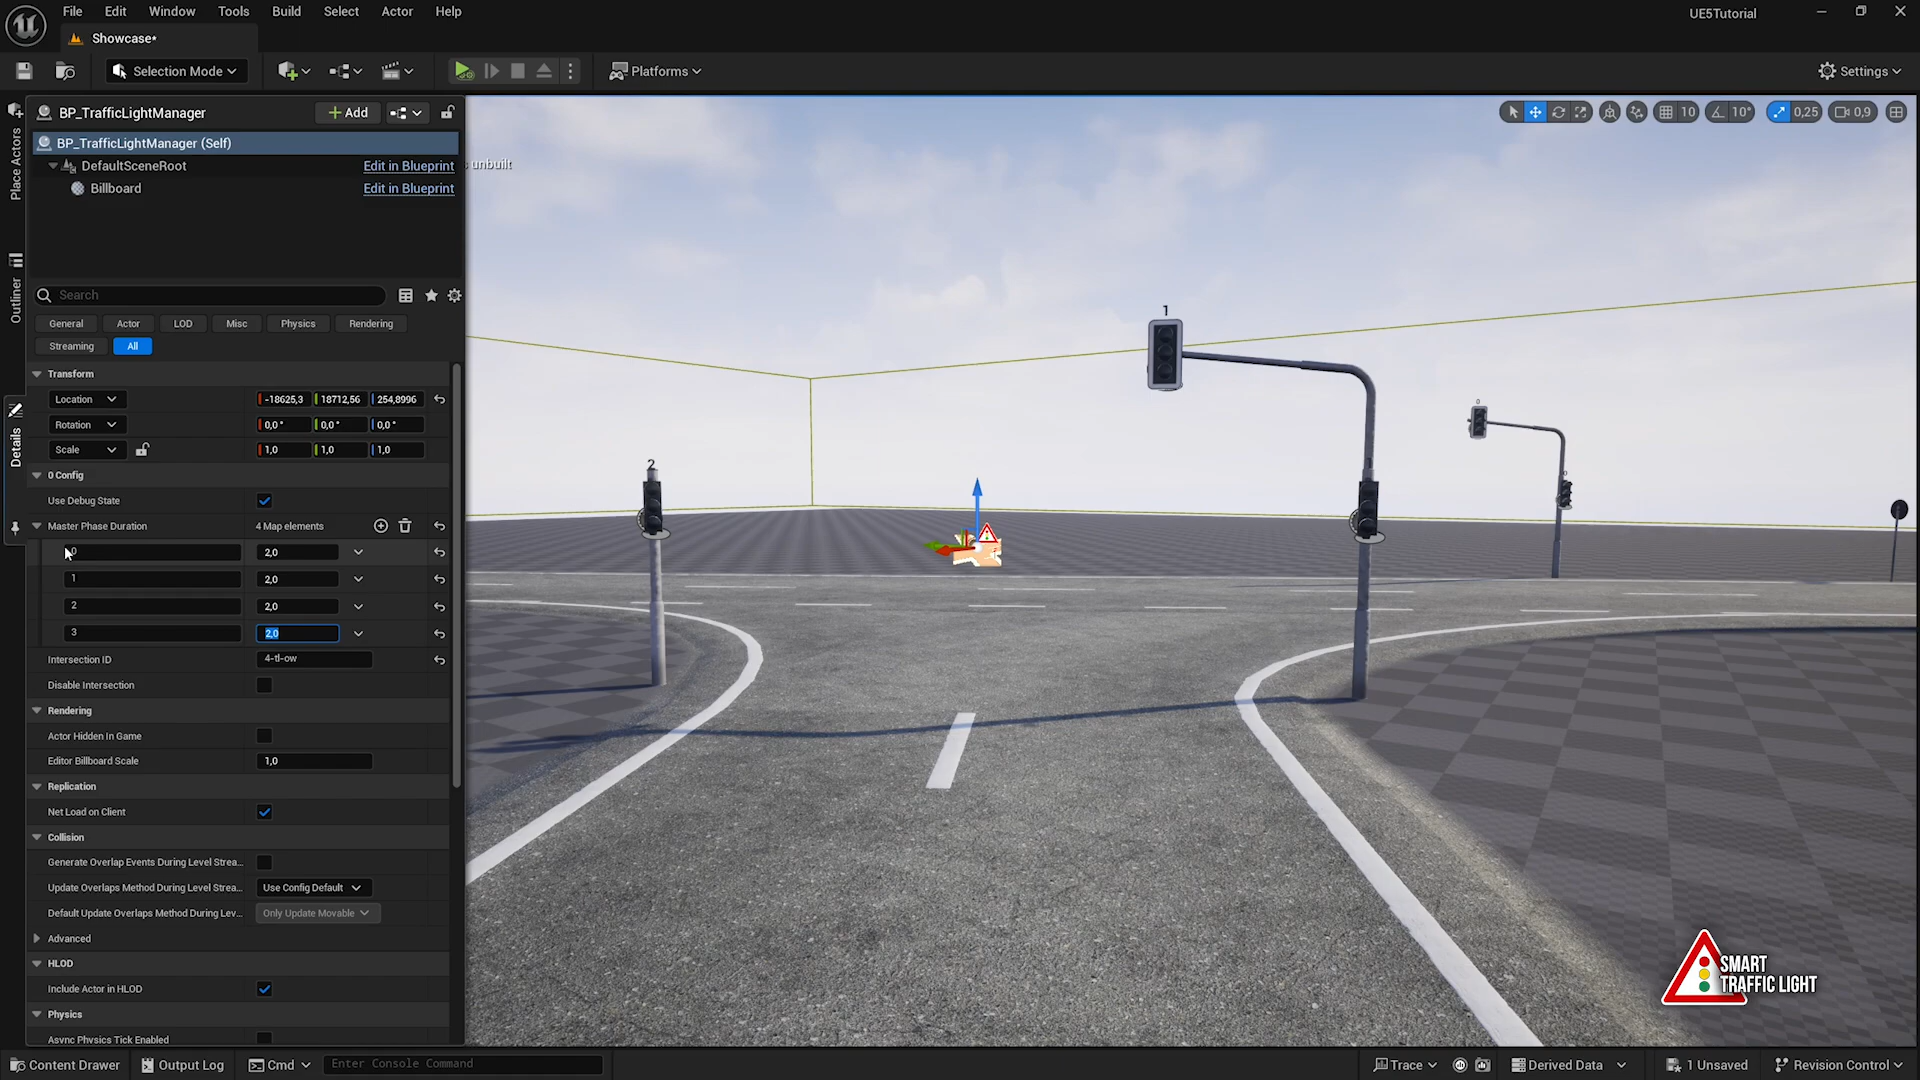 File Edit Window Tools Build Select Actor Help
UE5Tutorial
Showcase*
Selection Mode
Platforms
Settings
Place Actors
Outliner
Details
BP_TrafficLightManager
Add
BP_TrafficLightManager (Self)
DefaultSceneRoot Edit in Blueprint
Billboard Edit in Blueprint
unbuilt
10 10° 0,25 0,9
Search
General Actor LOD Misc Physics Rendering
Streaming All
Transform
Location -18625,3 18712,56 254,8996
Rotation 0,0 ° 0,0 ° 0,0 °
Scale 1,0 1,0 1,0
0 Config
Use Debug State
Master Phase Duration 4 Map elements
0 2,0
1 2,0
2 2,0
3 2,0
Intersection ID 4-tl-ow
Disable Intersection
Rendering
Actor Hidden In Game
Editor Billboard Scale 1,0
Replication
Net Load on Client
Collision
Generate Overlap Events During Level Strea...
Update Overlaps Method During Level Strea... Use Config Default
Default Update Overlaps Method During Lev... Only Update Movable
Advanced
HLOD
Include Actor in HLOD
Physics
Async Physics Tick Enabled
1
2
0
SMART
TRAFFIC LIGHT
Content Drawer Output Log Cmd Enter Console Command
Trace Derived Data 1 Unsaved Revision Control